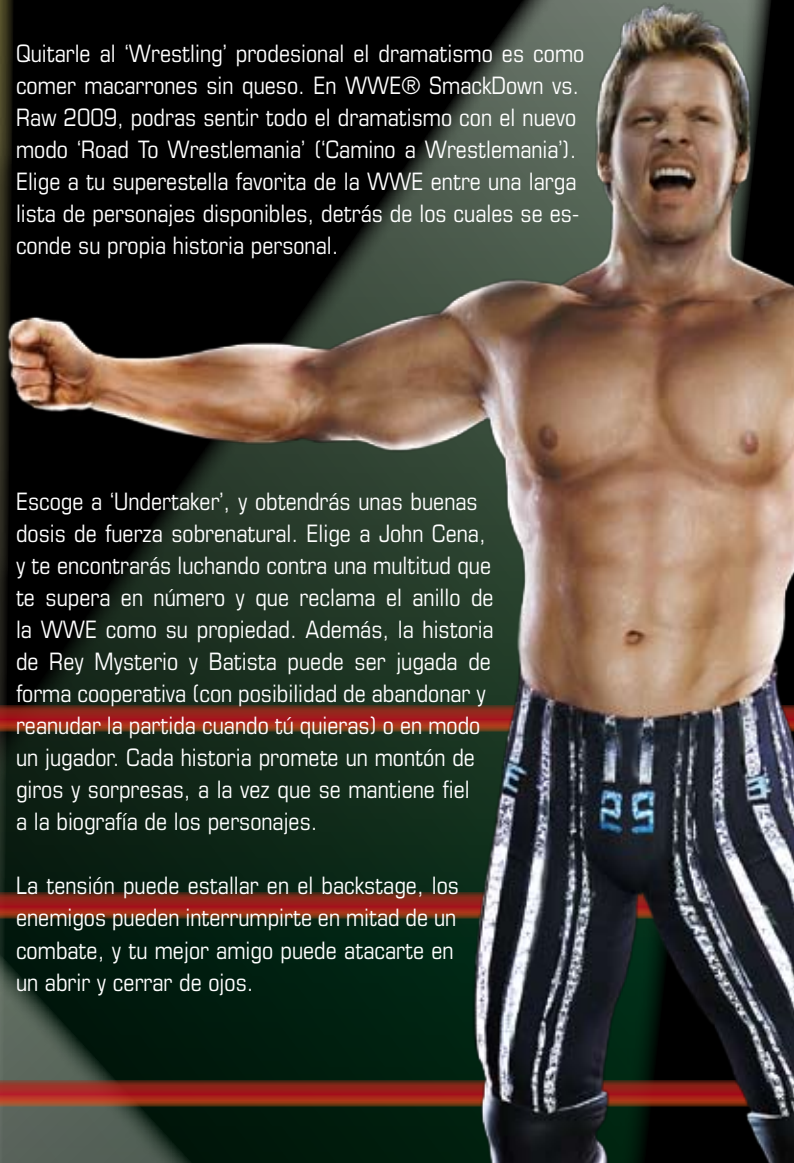 Quitarle al ‘Wrestling’ prodesional el dramatismo es como
comer macarrones sin queso. En WWE® SmackDown vs.
Raw 2009, podras sentir todo el dramatismo con el nuevo
modo ‘Road To Wrestlemania’ (‘Camino a Wrestlemania’).
Elige a tu superestella favorita de la WWE entre una larga
lista de personajes disponibles, detrás de los cuales se es-
conde su propia historia personal.
Escoge a ‘Undertaker’, y obtendrás unas buenas
dosis de fuerza sobrenatural. Elige a John Cena,
y te encontrarás luchando contra una multitud que
te supera en número y que reclama el anillo de
la WWE como su propiedad. Además, la historia
de Rey Mysterio y Batista puede ser jugada de
forma cooperativa (con posibilidad de abandonar y
reanudar la partida cuando tú quieras) o en modo
un jugador. Cada historia promete un montón de
giros y sorpresas, a la vez que se mantiene fiel
a la biografía de los personajes.
La tensión puede estallar en el backstage, los
enemigos pueden interrumpirte en mitad de un
combate, y tu mejor amigo puede atacarte en
un abrir y cerrar de ojos.